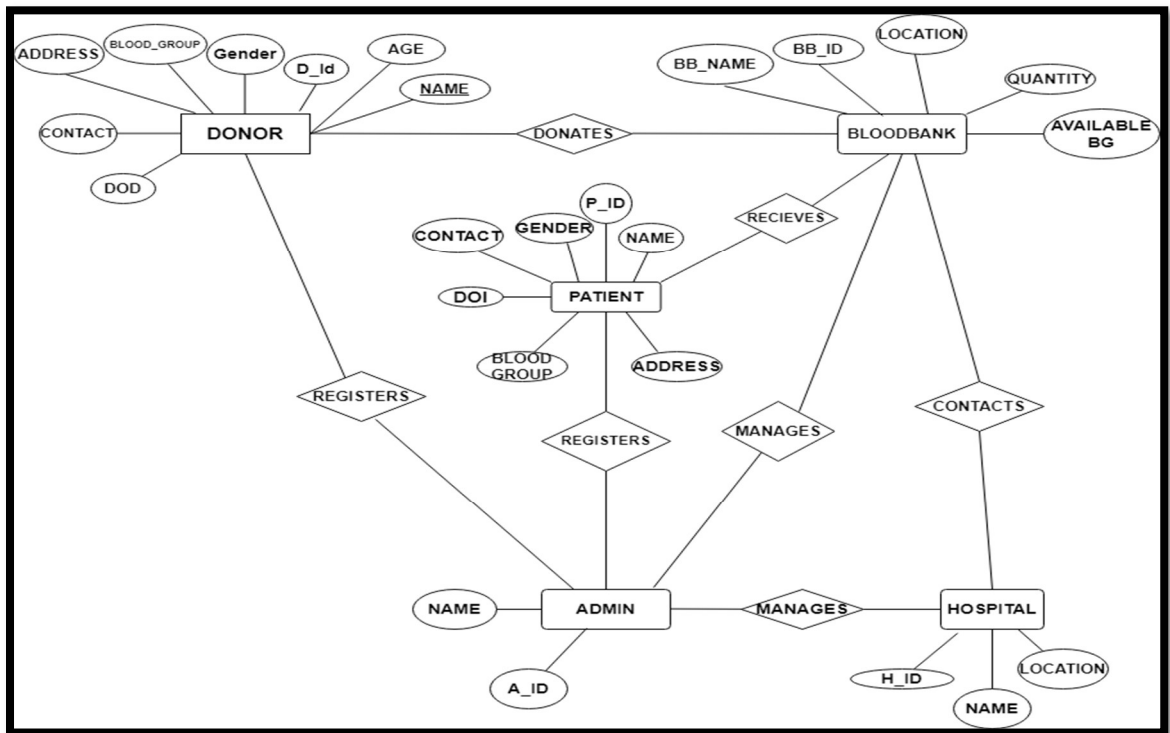 ADDRESS
BLOOD_GROUP
Gender
D_Id
AGE
NAME
CONTACT
DONOR
DOD
DONATES
BB_NAME
BB_ID
LOCATION
QUANTITY
BLOODBANK
AVAILABLE
BG
RECIEVES
P_ID
CONTACT
GENDER
NAME
DOI
PATIENT
BLOOD
GROUP
ADDRESS
REGISTERS
REGISTERS
MANAGES
CONTACTS
NAME
ADMIN
MANAGES
HOSPITAL
A_ID
H_ID
NAME
LOCATION